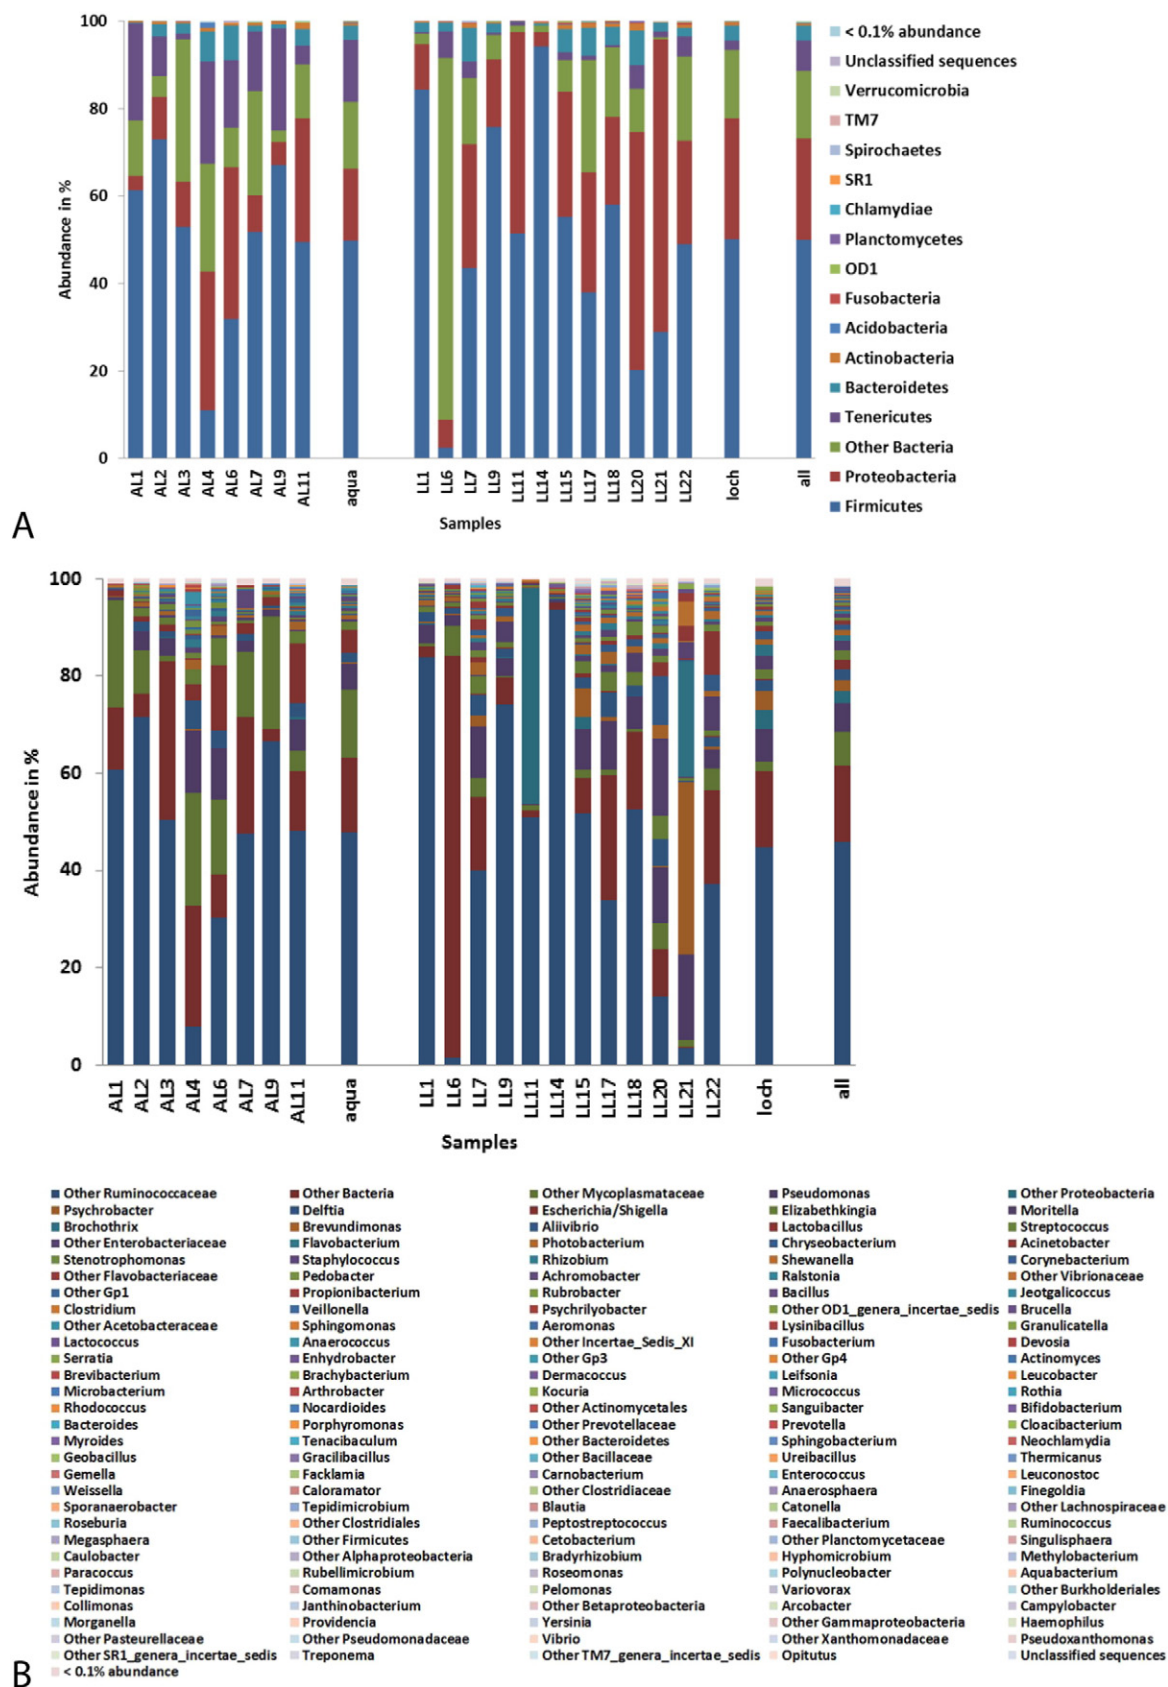 100
80
60
40
20
0
Abundance in %
AL1 AL2 AL3 AL4 AL6 AL7 AL9 AL11 aqua LL1 LL6 LL7 LL9 LL11 LL14 LL15 LL17 LL18 LL20 LL21 LL22 loch all
Samples
< 0.1% abundance
Unclassified sequences
Verrucomicrobia
TM7
Spirochaetes
SR1
Chlamydiae
Planctomycetes
OD1
Fusobacteria
Acidobacteria
Actinobacteria
Bacteroidetes
Tenericutes
Other Bacteria
Proteobacteria
Firmicutes
A
100
80
60
40
20
0
Abundance in %
AL1 AL2 AL3 AL4 AL6 AL7 AL9 AL11 aqua LL1 LL6 LL7 LL9 LL11 LL14 LL15 LL17 LL18 LL20 LL21 LL22 loch all
Samples
Other Ruminococcaceae Other Bacteria Other Mycoplasmataceae Pseudomonas Other Proteobacteria
Psychrobacter Delftia Escherichia/Shigella Elizabethkingia Moritella
Brochothrix Brevundimonas Aliivibrio Lactobacillus Streptococcus
Other Enterobacteriaceae Flavobacterium Photobacterium Chryseobacterium Acinetobacter
Stenotrophomonas Staphylococcus Rhizobium Shewanella Corynebacterium
Other Flavobacteriaceae Pedobacter Achromobacter Ralstonia Other Vibrionaceae
Other Gp1 Propionibacterium Rubrobacter Bacillus Jeotgalicoccus
Clostridium Veillonella Psychrilyobacter Other OD1_genera_incertae_sedis Brucella
Other Acetobacteraceae Sphingomonas Aeromonas Lysinibacillus Granulicatella
Lactococcus Anaerococcus Other Incertae_Sedis_XI Fusobacterium Devosia
Serratia Enhydrobacter Other Gp3 Other Gp4 Actinomyces
Brevibacterium Brachybacterium Dermacoccus Leifsonia Leucobacter
Microbacterium Arthrobacter Kocuria Micrococcus Rothia
Rhodococcus Nocardioides Other Actinomycetales Sanguibacter Bifidobacterium
Bacteroides Porphyromonas Other Prevotellaceae Prevotella Cloacibacterium
Myroides Tenacibaculum Other Bacteroidetes Sphingobacterium Neochlamydia
Geobacillus Gracilibacillus Other Bacillaceae Ureibacillus Thermicanus
Gemella Facklamia Carnobacterium Enterococcus Leuconostoc
Weissella Caloramator Other Clostridiaceae Anaerosphaera Finegoldia
Sporanaerobacter Tepidimicrobium Blautia Catonella Other Lachnospiraceae
Roseburia Other Clostridiales Peptostreptococcus Faecalibacterium Ruminococcus
Megasphaera Other Firmicutes Cetobacterium Other Planctomycetaceae Singulisphaera
Caulobacter Other Alphaproteobacteria Bradyrhizobium Hyphomicrobium Methylobacterium
Paracoccus Rubellimicrobium Roseomonas Polynucleobacter Aquabacterium
Tepidimonas Comamonas Pelomonas Variovorax Other Burkholderiales
Collimonas Janthinobacterium Other Betaproteobacteria Arcobacter Campylobacter
Morganella Providencia Yersinia Other Gammaproteobacteria Haemophilus
Other Pasteurellaceae Other Pseudomonadaceae Vibrio Other Xanthomonadaceae Pseudoxanthomonas
Other SR1_genera_incertae_sedis Treponema Other TM7_genera_incertae_sedis Opitutus Unclassified sequences
< 0.1% abundance
B